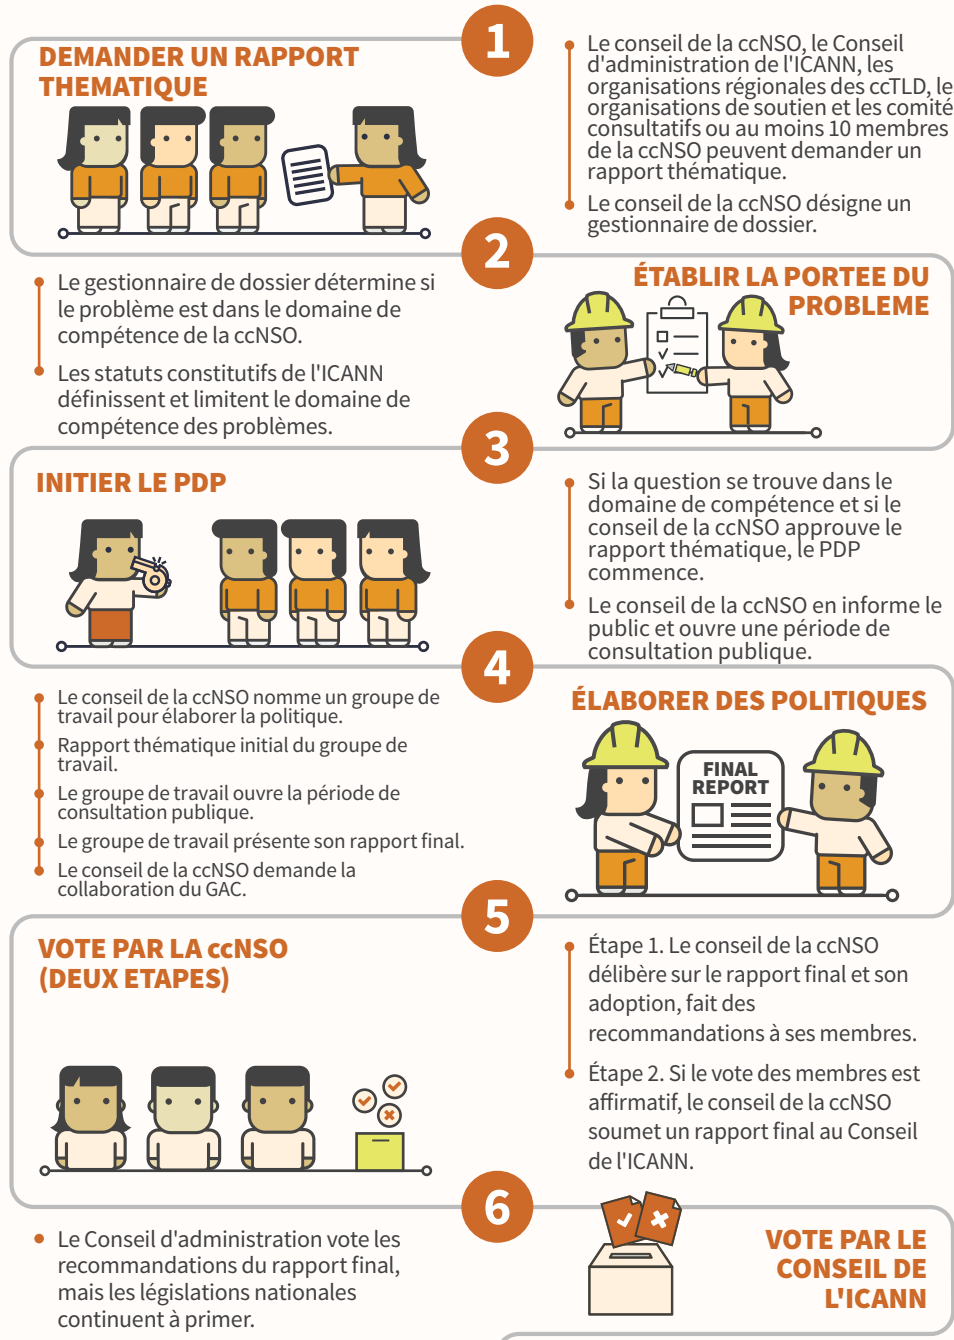 1
DEMANDER UN RAPPORT
THEMATIQUE
Le conseil de la ccNSO, le Conseil
d'administration de l'ICANN, les
organisations régionales des ccTLD, le
organisations de soutien et les comité
consultatifs ou au moins 10 membres
de la ccNSO peuvent demander un
rapport thématique.
Le conseil de la ccNSO désigne un
gestionnaire de dossier.
2
ÉTABLIR LA PORTEE DU
PROBLEME
Le gestionnaire de dossier détermine si
le problème est dans le domaine de
compétence de la ccNSO.
Les statuts constitutifs de l'ICANN
définissent et limitent le domaine de
compétence des problèmes.
3
INITIER LE PDP
Si la question se trouve dans le
domaine de compétence et si le
conseil de la ccNSO approuve le
rapport thématique, le PDP
commence.
Le conseil de la ccNSO en informe le
public et ouvre une période de
consultation publique.
4
ÉLABORER DES POLITIQUES
Le conseil de la ccNSO nomme un groupe de
travail pour élaborer la politique.
Rapport thématique initial du groupe de
travail.
Le groupe de travail ouvre la période de
consultation publique.
Le groupe de travail présente son rapport final.
Le conseil de la ccNSO demande la
collaboration du GAC.
FINAL
REPORT
5
VOTE PAR LA ccNSO
(DEUX ETAPES)
Étape 1. Le conseil de la ccNSO
délibère sur le rapport final et son
adoption, fait des
recommandations à ses membres.
Étape 2. Si le vote des membres est
affirmatif, le conseil de la ccNSO
soumet un rapport final au Conseil
de l'ICANN.
6
VOTE PAR LE
CONSEIL DE
L'ICANN
Le Conseil d'administration vote les
recommandations du rapport final,
mais les législations nationales
continuent à primer.